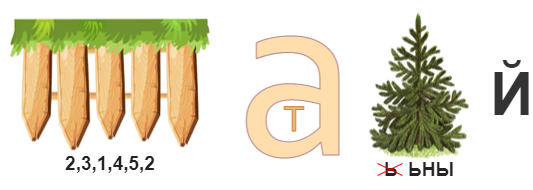 2,3,1,4,5,2
а
т
ь ьны
Й